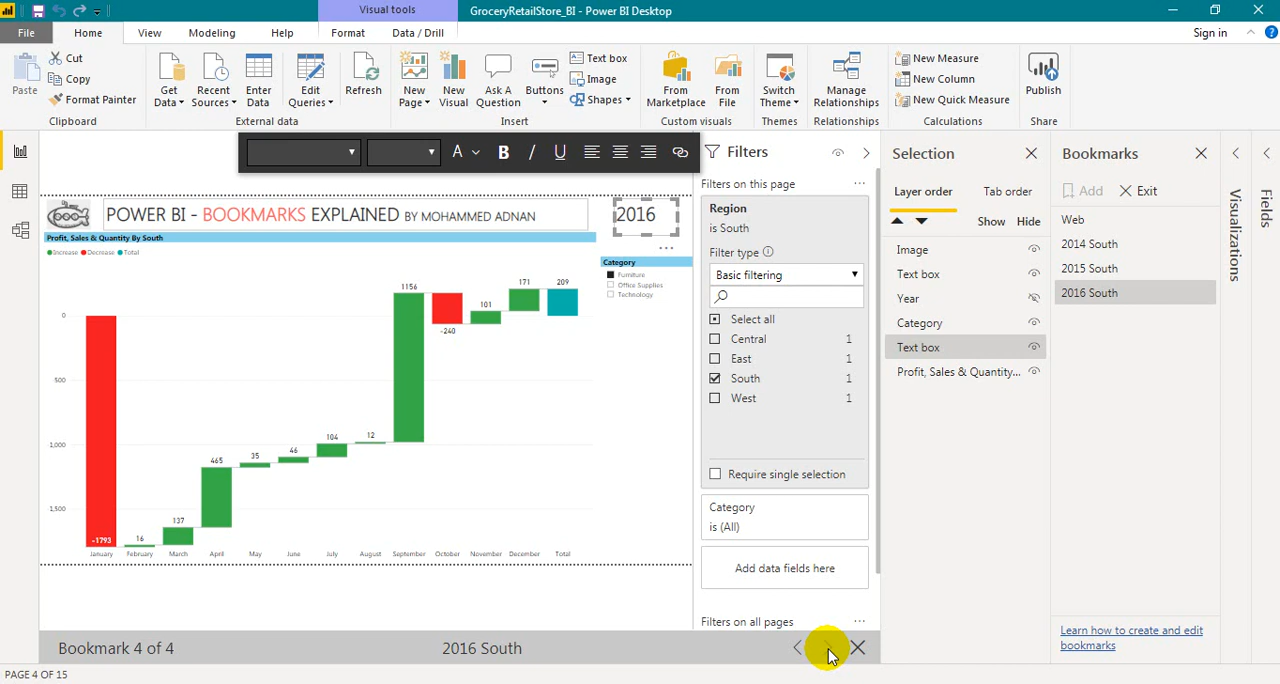 GroceryRetailStore_BI - Power BI Desktop
Visual tools
File
Home
View
Modeling
Help
Format
Data / Drill
Sign in
Paste
Cut
Copy
Format Painter
Clipboard
Get Data
Recent Sources
Enter Data
Edit Queries
Refresh
External data
New Page
New Visual
Ask A Question
Buttons
Text box
Image
Shapes
Insert
From Marketplace
From File
Custom visuals
Switch Theme
Themes
Manage Relationships
Relationships
New Measure
New Column
New Quick Measure
Calculations
Publish
Share
A
B
I
U
POWER BI - BOOKMARKS EXPLAINED BY MOHAMMED ADNAN
2016
Profit, Sales & Quantity By South
Increase Decrease Total
Category
Furniture
Office Supplies
Technology
0
500
1,000
1,500
-1793
16
137
465
35
46
104
12
1156
-240
101
171
209
January February March April May June July August September October November December Total
Filters
Filters on this page
Region
is South
Filter type
Basic filtering
Select all
Central 1
East 1
South 1
West 1
Require single selection
Category
is (All)
Add data fields here
Filters on all pages
Selection
Layer order
Tab order
Show
Hide
Image
Text box
Year
Category
Text box
Profit, Sales & Quantity...
Bookmarks
Add
Exit
Web
2014 South
2015 South
2016 South
Learn how to create and edit
bookmarks
Visualizations
Fields
Bookmark 4 of 4
2016 South
PAGE 4 OF 15